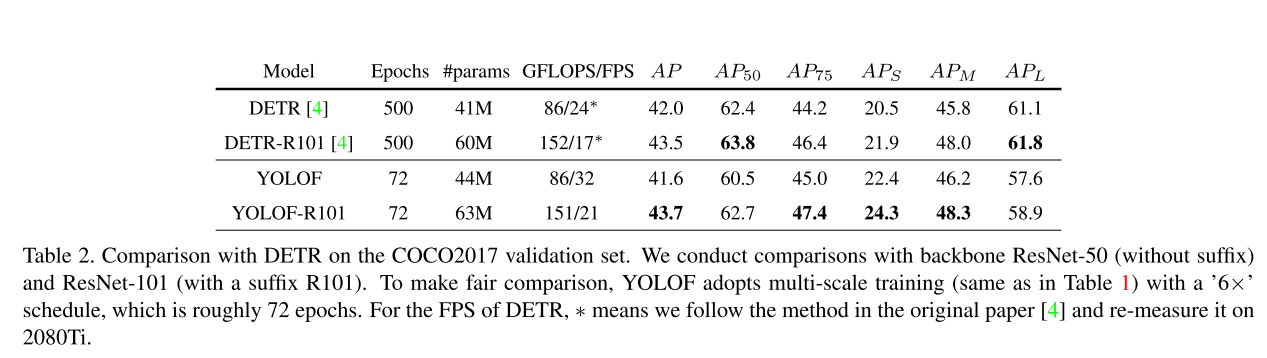 Model Epochs #params GFLOPS/FPS AP AP50 AP75 APS APM APL
DETR [4] 500 41M 86/24* 42.0 62.4 44.2 20.5 45.8 61.1
DETR-R101 [4] 500 60M 152/17* 43.5 63.8 46.4 21.9 48.0 61.8
YOLOF 72 44M 86/32 41.6 60.5 45.0 22.4 46.2 57.6
YOLOF-R101 72 63M 151/21 43.7 62.7 47.4 24.3 48.3 58.9
Table 2. Comparison with DETR on the COCO2017 validation set. We conduct comparisons with backbone ResNet-50 (without suffix)
and ResNet-101 (with a suffix R101). To make fair comparison, YOLOF adopts multi-scale training (same as in Table 1) with a ’6×’
schedule, which is roughly 72 epochs. For the FPS of DETR, ∗ means we follow the method in the original paper [4] and re-measure it on
2080Ti.